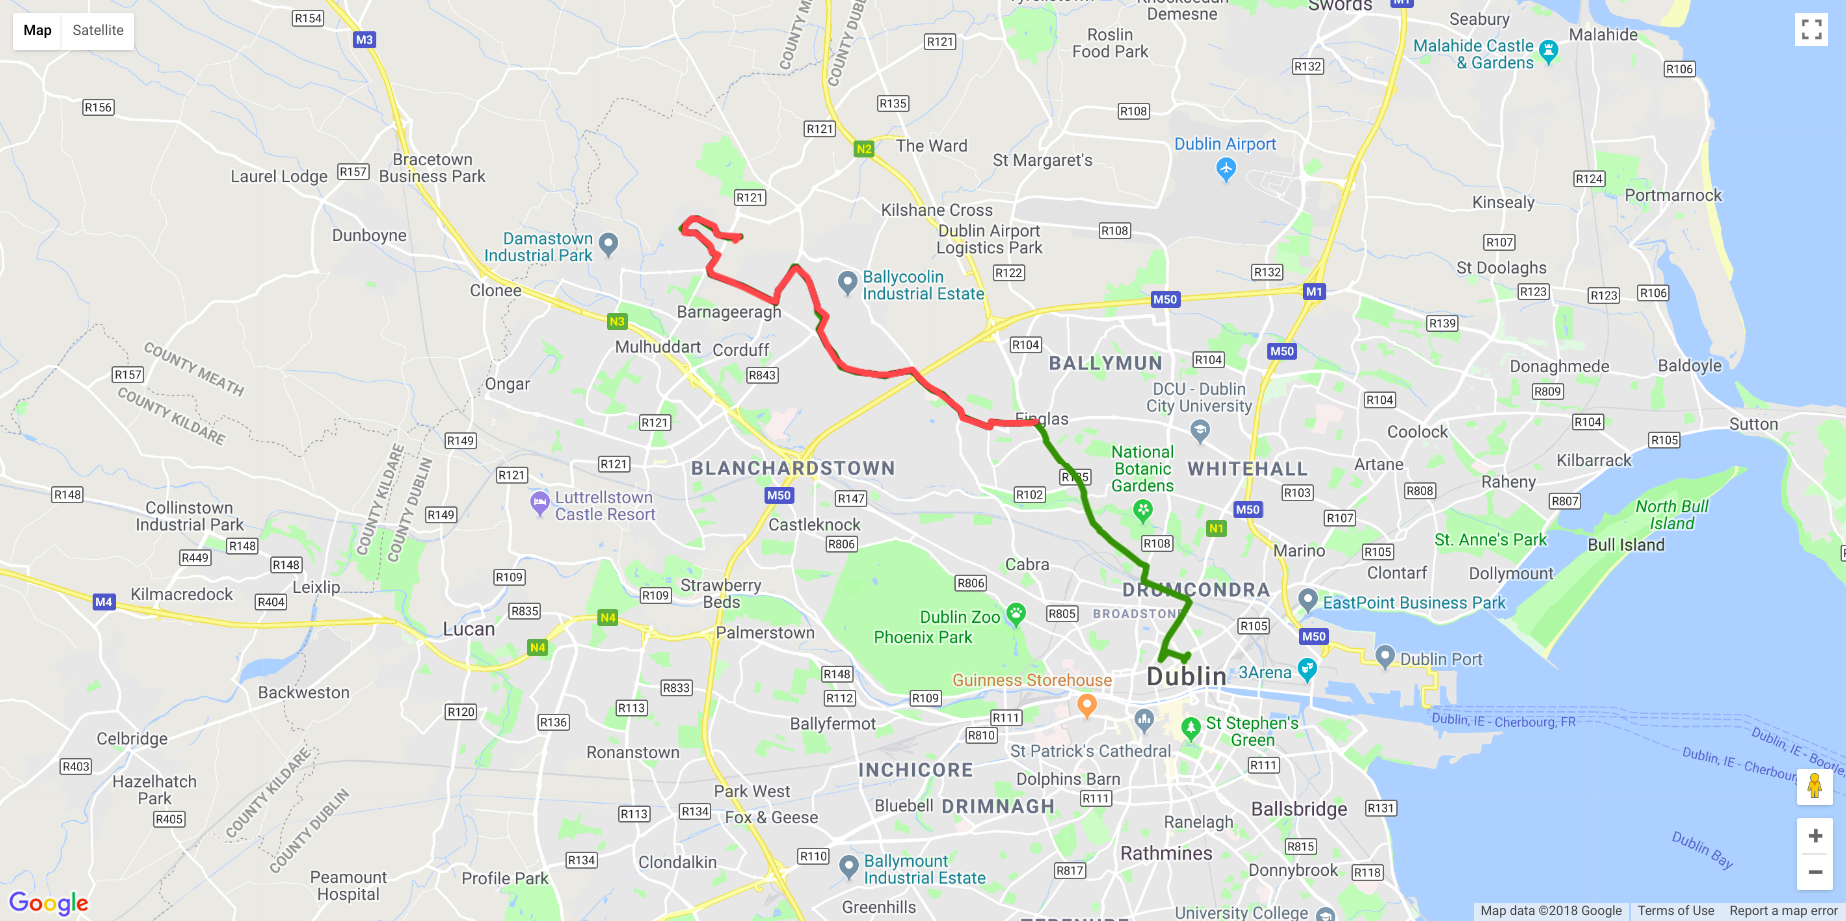 Map
Satellite
R154
M3
COUNTY MEATH
COUNTY DUBLIN
R121
Demesne
Roslin
Food Park
Swords
M1
Seabury
Malahide
Malahide Castle
& Gardens
R132
R106
R156
R135
R108
R121
N2
The Ward
St Margaret's
Dublin Airport
Bracetown
Business Park
R157
Laurel Lodge
R121
R124
Portmarnock
Kinsealy
Kilshane Cross
Dublin Airport
Logistics Park
R108
Dunboyne
Damastown
Industrial Park
R107
St Doolaghs
R132
R122
Ballycoolin
Industrial Estate
Clonee
M50
M1
R123
R123
R106
Barnageeragh
N3
R139
Mulhuddart
Corduff
R104
M50
COUNTY MEATH
COUNTY KILDARE
R157
R843
BALLYMUN
R104
Donaghmede
Baldoyle
Ongar
DCU - Dublin
City University
R809
R104
R121
Finglas
R104
Coolock
Sutton
R149
R105
National
Botanic
Gardens
WHITEHALL
Artane
Kilbarrack
BLANCHARDSTOWN
R121
R121
R135
Raheny
R148
M50
R147
R102
R103
R808
R807
Luttrellstown
Castle Resort
COUNTY KILDARE
COUNTY DUBLIN
Collinstown
Industrial Park
R149
Castleknock
M50
R107
North Bull
Island
N1
R806
R108
Marino
St. Anne's Park
Bull Island
R449
R148
R148
R105
Cabra
Clontarf
Dollymount
Leixlip
R109
Strawberry
Beds
R806
DRUMCONDRA
M4
Kilmacredock
R404
R835
R109
N4
Dublin Zoo
R805
BROADSTONE
EastPoint Business Park
Phoenix Park
Lucan
N4
Palmerstown
R105
M50
Dublin Port
R148
Dublin
3Arena
Guinness Storehouse
Backweston
R833
R112
R109
R120
R113
R136
Ballyfermot
R111
R810
St Stephen's
Green
Dublin, IE - Cherbourg, FR
Celbridge
Ronanstown
St Patrick's Cathedral
R403
INCHICORE
R111
Dolphins Barn
Hazelhatch
Park
COUNTY KILDARE
COUNTY DUBLIN
Park West
R111
Bluebell
DRIMNAGH
Ballsbridge
R131
R405
R113
R134
Fox & Geese
Ranelagh
R815
R110
Rathmines
R134
Clondalkin
Ballymount
Industrial Estate
R817
Donnybrook
R118
Dublin Bay
Peamount
Hospital
Profile Park
Greenhills
University College
Google
Map data ©2018 Google
Terms of Use
Report a map error